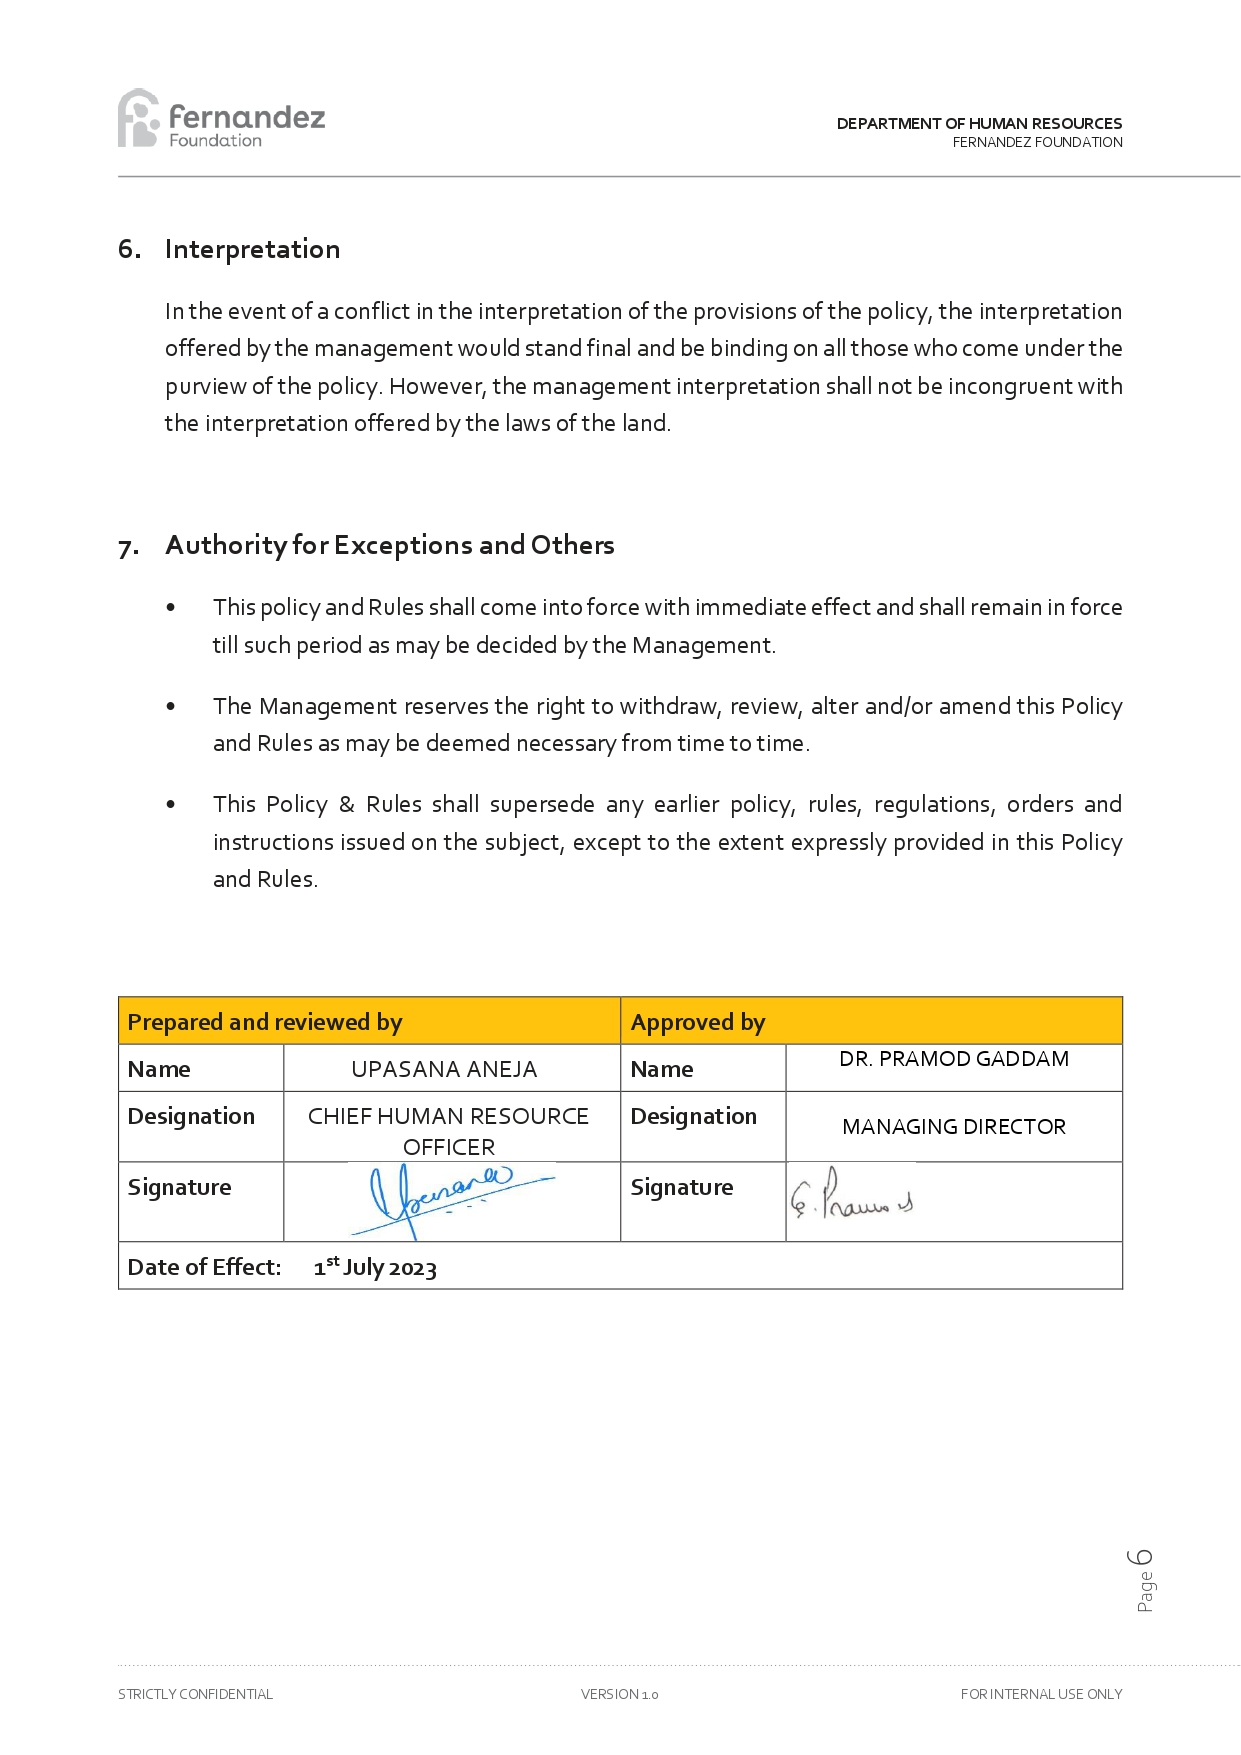 fernandez
Foundation
DEPARTMENT OF HUMAN RESOURCES
FERNANDEZ FOUNDATION
6. Interpretation
In the event of a conflict in the interpretation of the provisions of the policy, the interpretation
offered by the management would stand final and be binding on all those who come under the
purview of the policy. However, the management interpretation shall not be incongruent with
the interpretation offered by the laws of the land.
7. Authority for Exceptions and Others
• This policy and Rules shall come into force with immediate effect and shall remain in force
till such period as may be decided by the Management.
• The Management reserves the right to withdraw, review, alter and/or amend this Policy
and Rules as may be deemed necessary from time to time.
• This Policy & Rules shall supersede any earlier policy, rules, regulations, orders and
instructions issued on the subject, except to the extent expressly provided in this Policy
and Rules.
Prepared and reviewed by Approved by
Name UPASANA ANEJA Name DR. PRAMOD GADDAM
Designation CHIEF HUMAN RESOURCE
OFFICER Designation MANAGING DIRECTOR
Signature Upasana Signature G. Pramod
Date of Effect: 1st July 2023
Page 6
STRICTLY CONFIDENTIAL VERSION 1.0 FOR INTERNAL USE ONLY